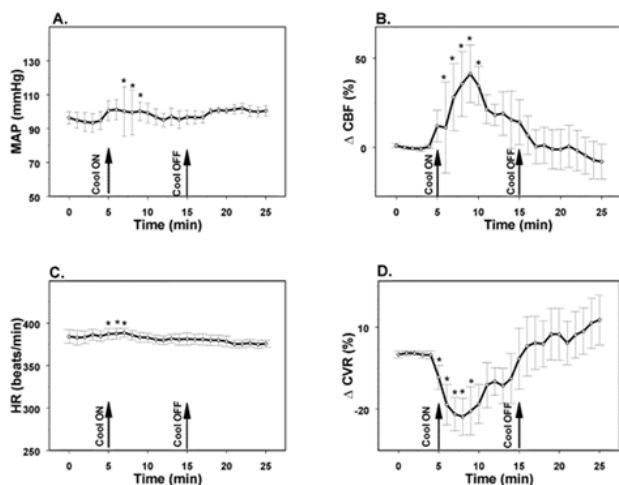 A.
130
110
90
70
50
MAP (mmHg)
* * *
Cool ON
Cool OFF
0 5 10 15 20 25
Time (min)
B.
50
0
Δ CBF (%)
* * * * *
Cool ON
Cool OFF
0 5 10 15 20 25
Time (min)
C.
400
350
300
250
HR (beats/min)
* * *
Cool ON
Cool OFF
0 5 10 15 20 25
Time (min)
D.
10
-20
Δ CVR (%)
* * * * *
Cool ON
Cool OFF
0 5 10 15 20 25
Time (min)